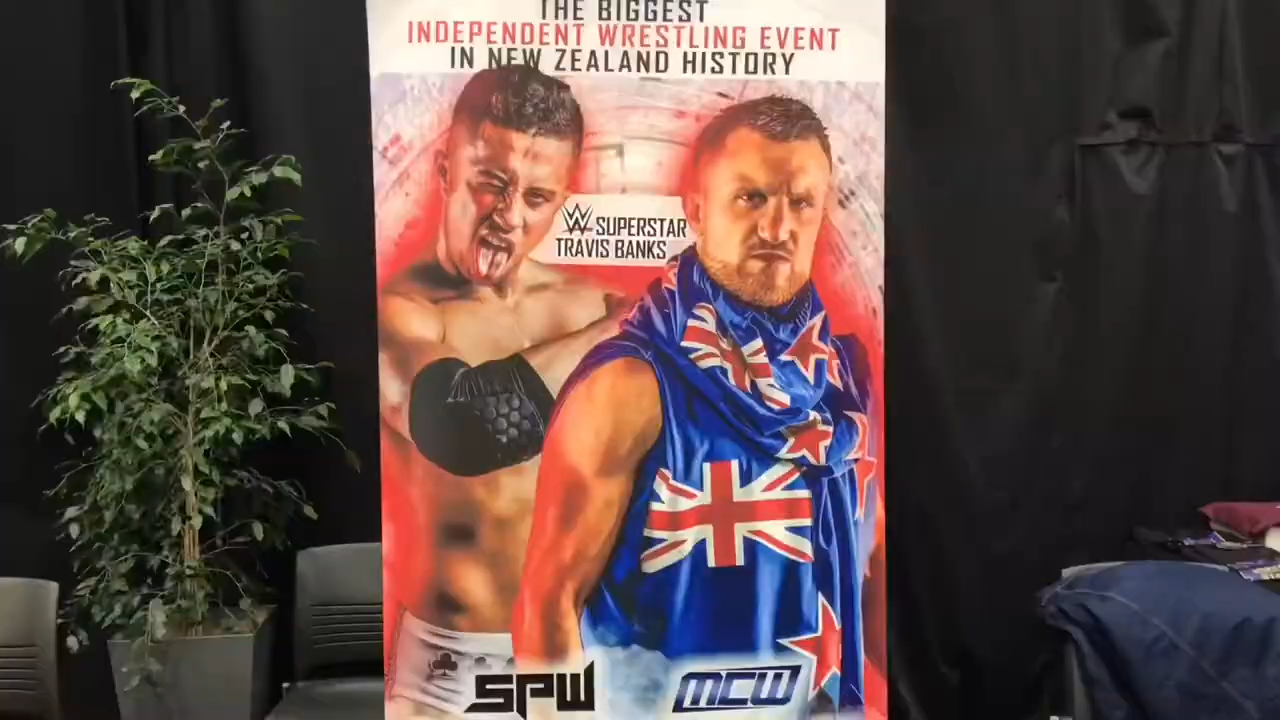 THE BIGGEST
INDEPENDENT WRESTLING EVENT
IN NEW ZEALAND HISTORY
W SUPERSTAR
TRAVIS BANKS
SPW
MCW